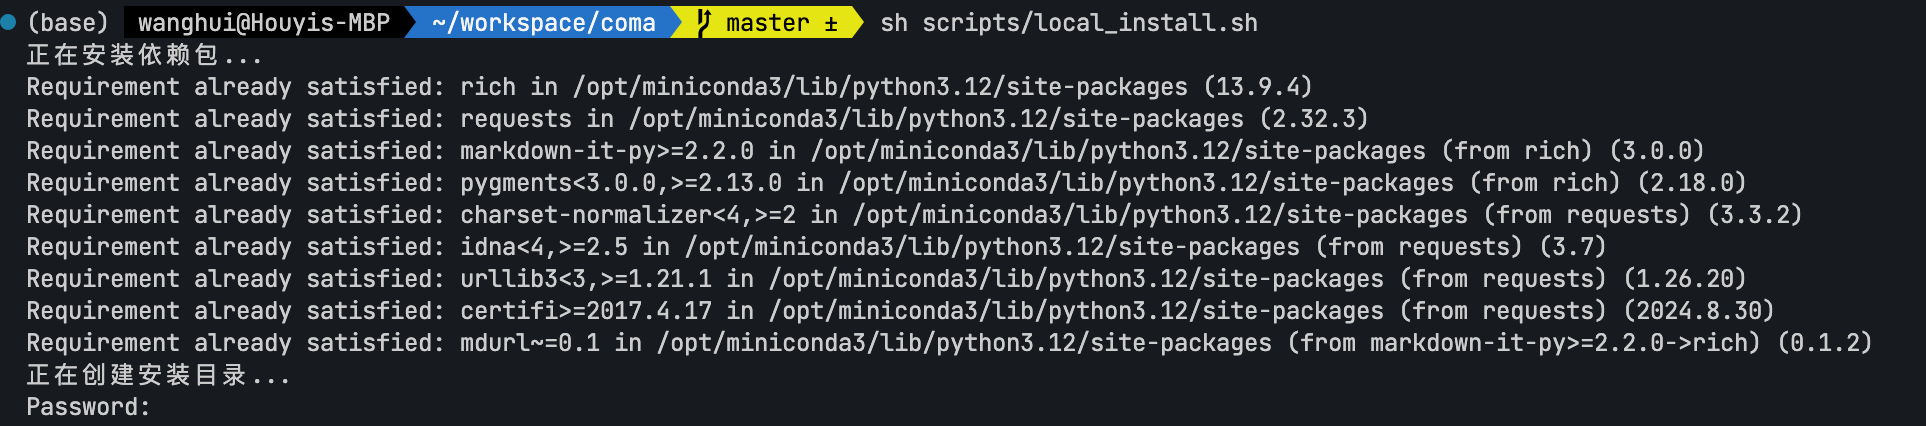 (base) wanghui@Houyis-MBP ~/workspace/coma master ± sh scripts/local_install.sh
正在安装依赖包...
Requirement already satisfied: rich in /opt/miniconda3/lib/python3.12/site-packages (13.9.4)
Requirement already satisfied: requests in /opt/miniconda3/lib/python3.12/site-packages (2.32.3)
Requirement already satisfied: markdown-it-py>=2.2.0 in /opt/miniconda3/lib/python3.12/site-packages (from rich) (3.0.0)
Requirement already satisfied: pygments<3.0.0,>=2.13.0 in /opt/miniconda3/lib/python3.12/site-packages (from rich) (2.18.0)
Requirement already satisfied: charset-normalizer<4,>=2 in /opt/miniconda3/lib/python3.12/site-packages (from requests) (3.3.2)
Requirement already satisfied: idna<4,>=2.5 in /opt/miniconda3/lib/python3.12/site-packages (from requests) (3.7)
Requirement already satisfied: urllib3<3,>=1.21.1 in /opt/miniconda3/lib/python3.12/site-packages (from requests) (1.26.20)
Requirement already satisfied: certifi>=2017.4.17 in /opt/miniconda3/lib/python3.12/site-packages (from requests) (2024.8.30)
Requirement already satisfied: mdurl~=0.1 in /opt/miniconda3/lib/python3.12/site-packages (from markdown-it-py>=2.2.0->rich) (0.1.2)
正在创建安装目录...
Password: